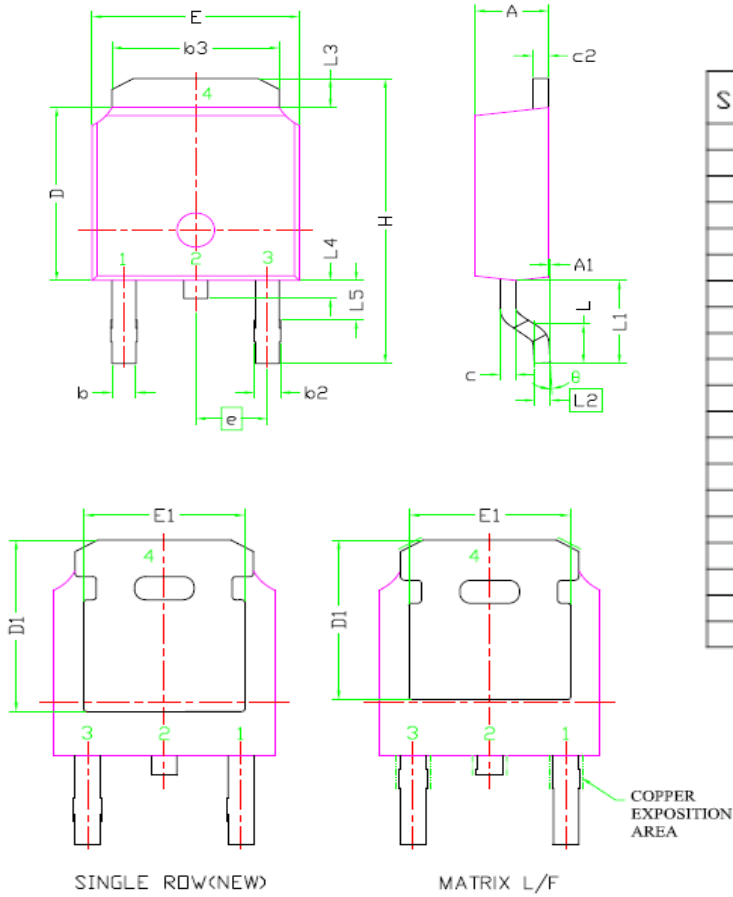 E
A
b3
L3
c2
4
D
H
L4
A1
1
2
3
L5
L
L1
c
θ
b
e
b2
L2
S
E1
E1
4
4
D1
D1
3
2
1
3
2
1
COPPER
EXPOSITION
AREA
SINGLE ROW(NEW)
MATRIX L/F